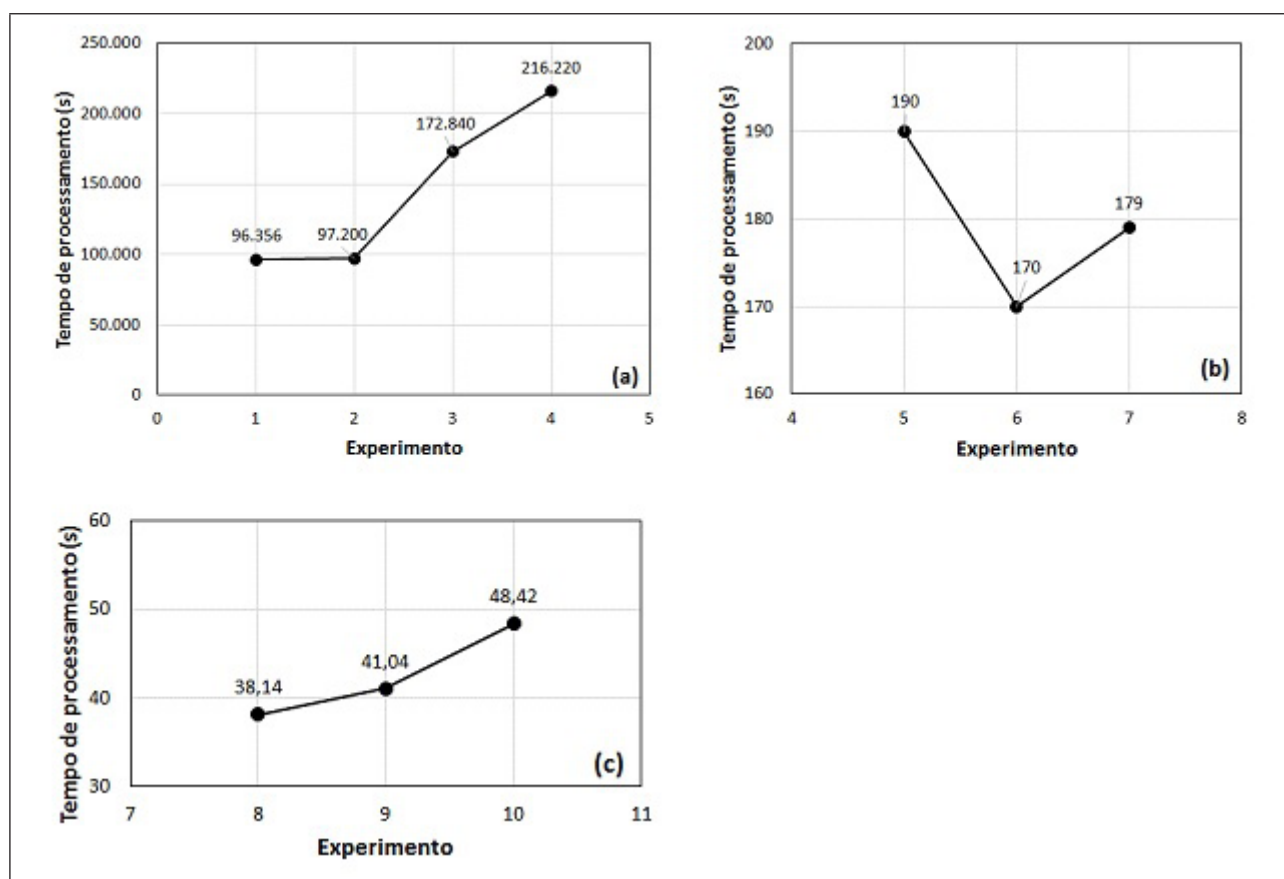 Tempo de processamento (s)
250.000
200.000
150.000
100.000
50.000
0
96.356
97.200
172.840
216.220
(a)
0 1 2 3 4 5
Experimento
Tempo de processamento (s)
200
190
180
170
160
190
170
179
(b)
4 5 6 7 8
Experimento
Tempo de processamento (s)
60
50
40
30
38,14
41,04
48,42
(c)
7 8 9 10 11
Experimento